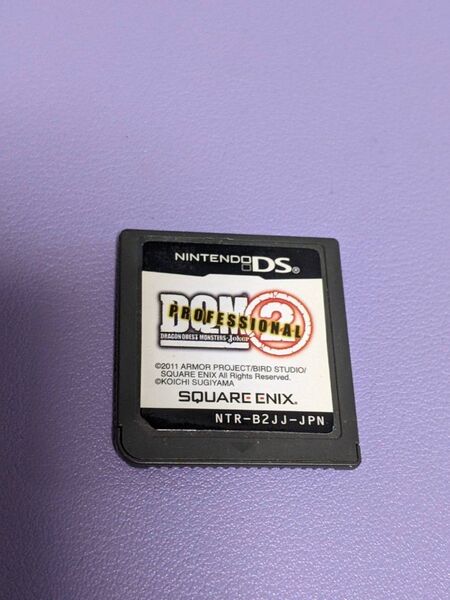 NINTENDO DS®
DQM 2
PROFESSIONAL
DRAGON QUEST MONSTERS Joker
©2011 ARMOR PROJECT/BIRD STUDIO/
SQUARE ENIX All Rights Reserved.
©KOICHI SUGIYAMA
SQUARE ENIX.
NTR-B2JJ-JPN